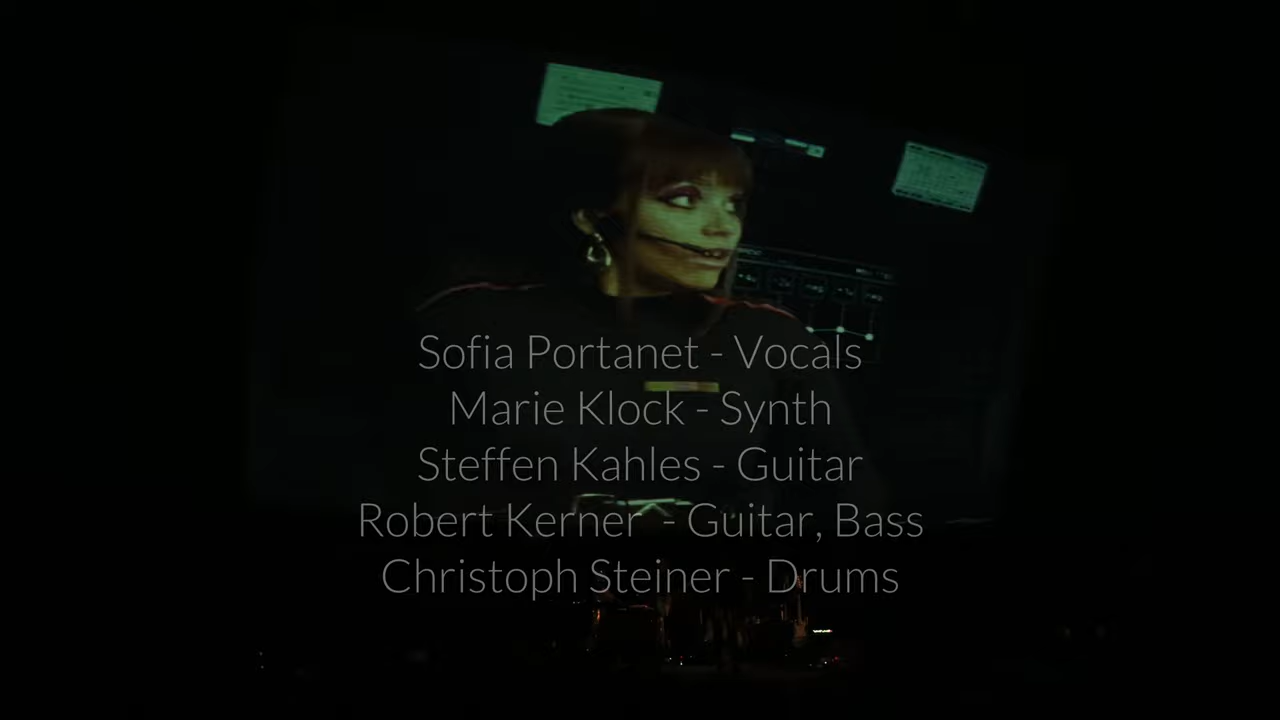 Sofia Portanet - Vocals
Marie Klock - Synth
Steffen Kahles - Guitar
Robert Kerner - Guitar, Bass
Christoph Steiner - Drums